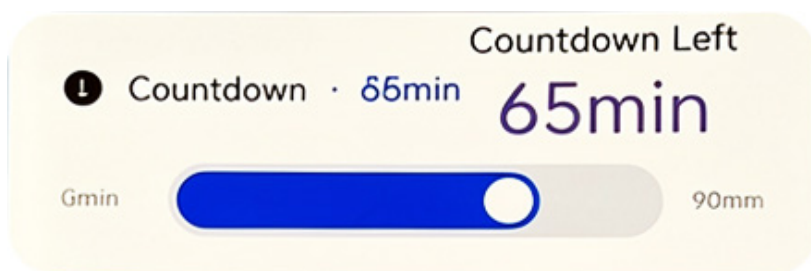 Countdown Left
Countdown · δ6min
65min
Gmin
90mm